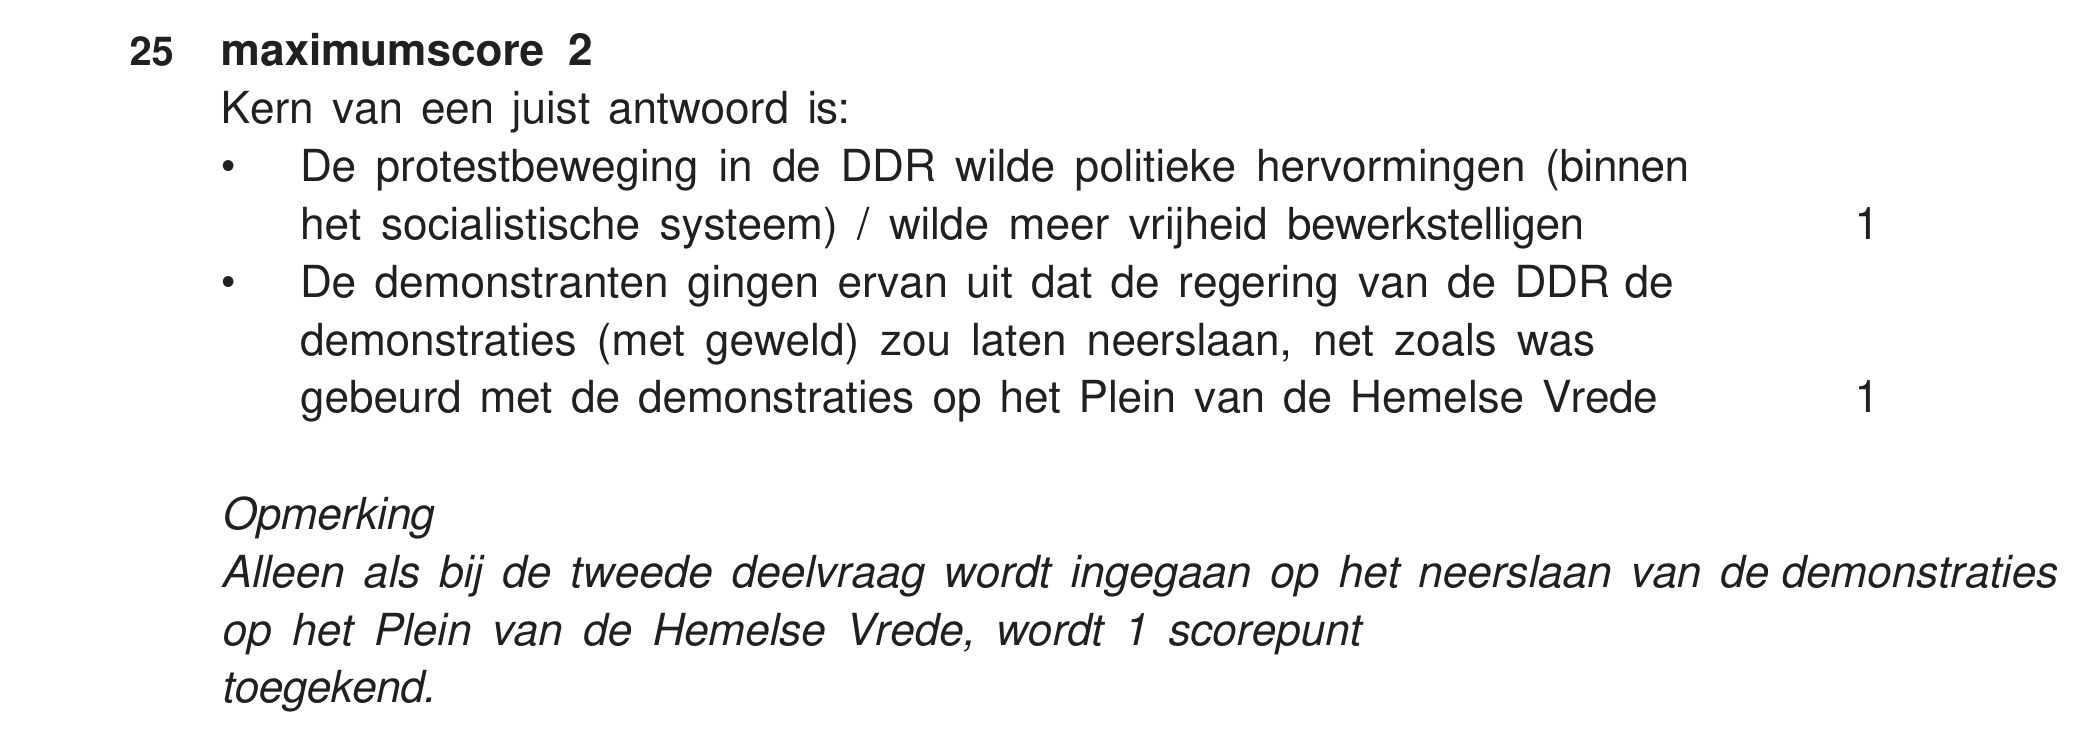 25 maximumscore 2
Kern van een juist antwoord is:
• De protestbeweging in de DDR wilde politieke hervormingen (binnen
het socialistische systeem) / wilde meer vrijheid bewerkstelligen 1
• De demonstranten gingen ervan uit dat de regering van de DDR de
demonstraties (met geweld) zou laten neerslaan, net zoals was
gebeurd met de demonstraties op het Plein van de Hemelse Vrede 1
Opmerking
Alleen als bij de tweede deelvraag wordt ingegaan op het neerslaan van de demonstraties
op het Plein van de Hemelse Vrede, wordt 1 scorepunt
toegekend.